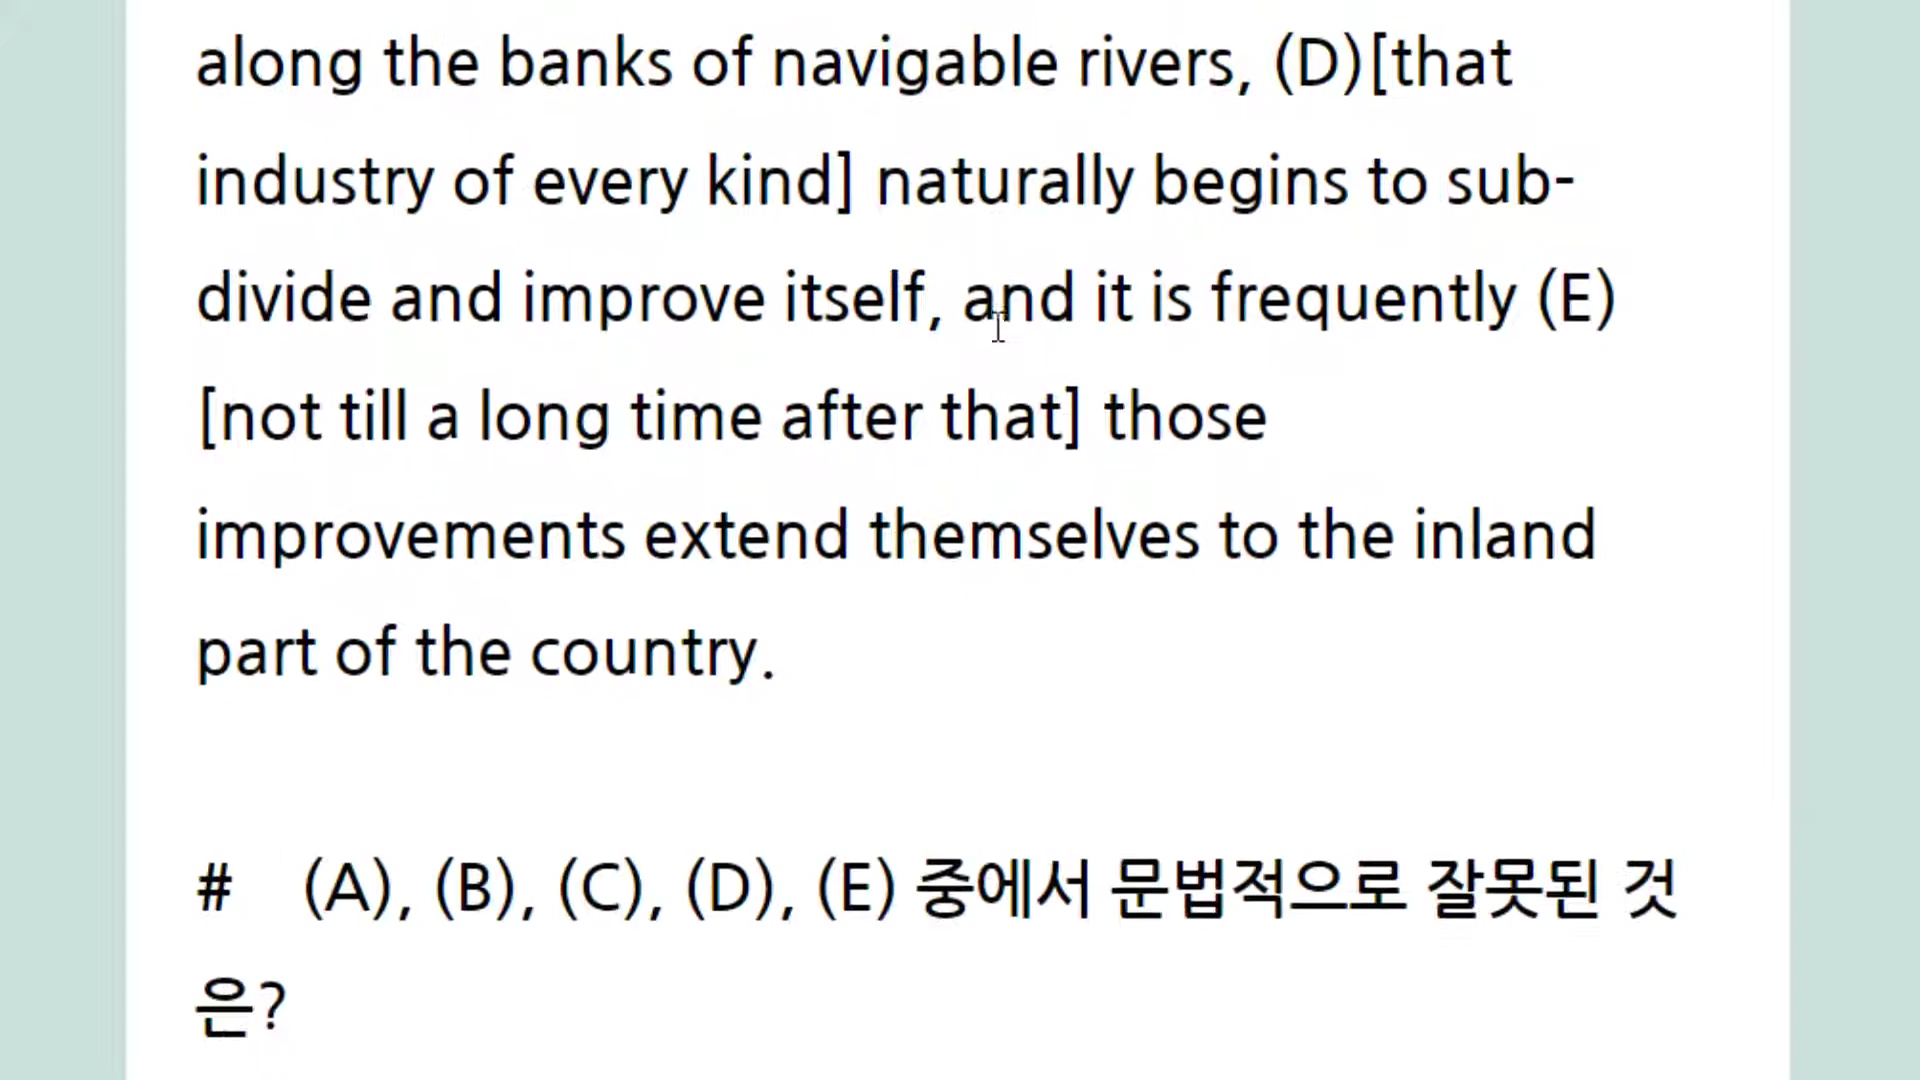 along the banks of navigable rivers, (D)[that
industry of every kind] naturally begins to sub-
divide and improve itself, and it is frequently (E)
[not till a long time after that] those
improvements extend themselves to the inland
part of the country.
# (A), (B), (C), (D), (E) 중에서 문법적으로 잘못된 것
은?